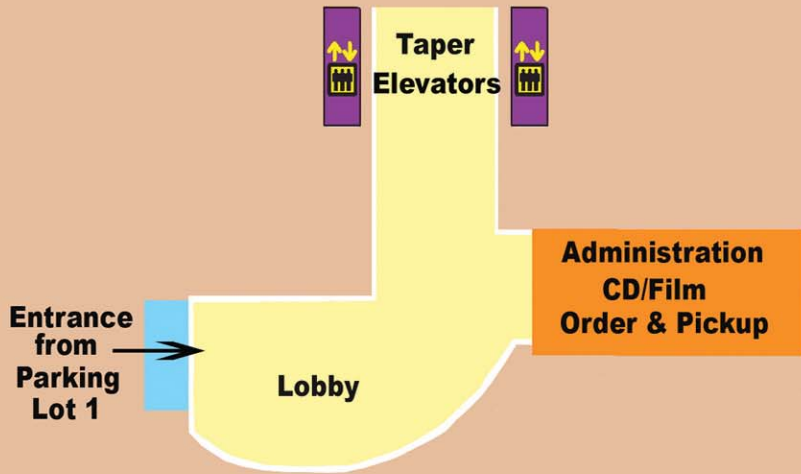 Taper
Elevators
Administration
CD/Film
Order & Pickup
Entrance
from
Parking
Lot 1
Lobby